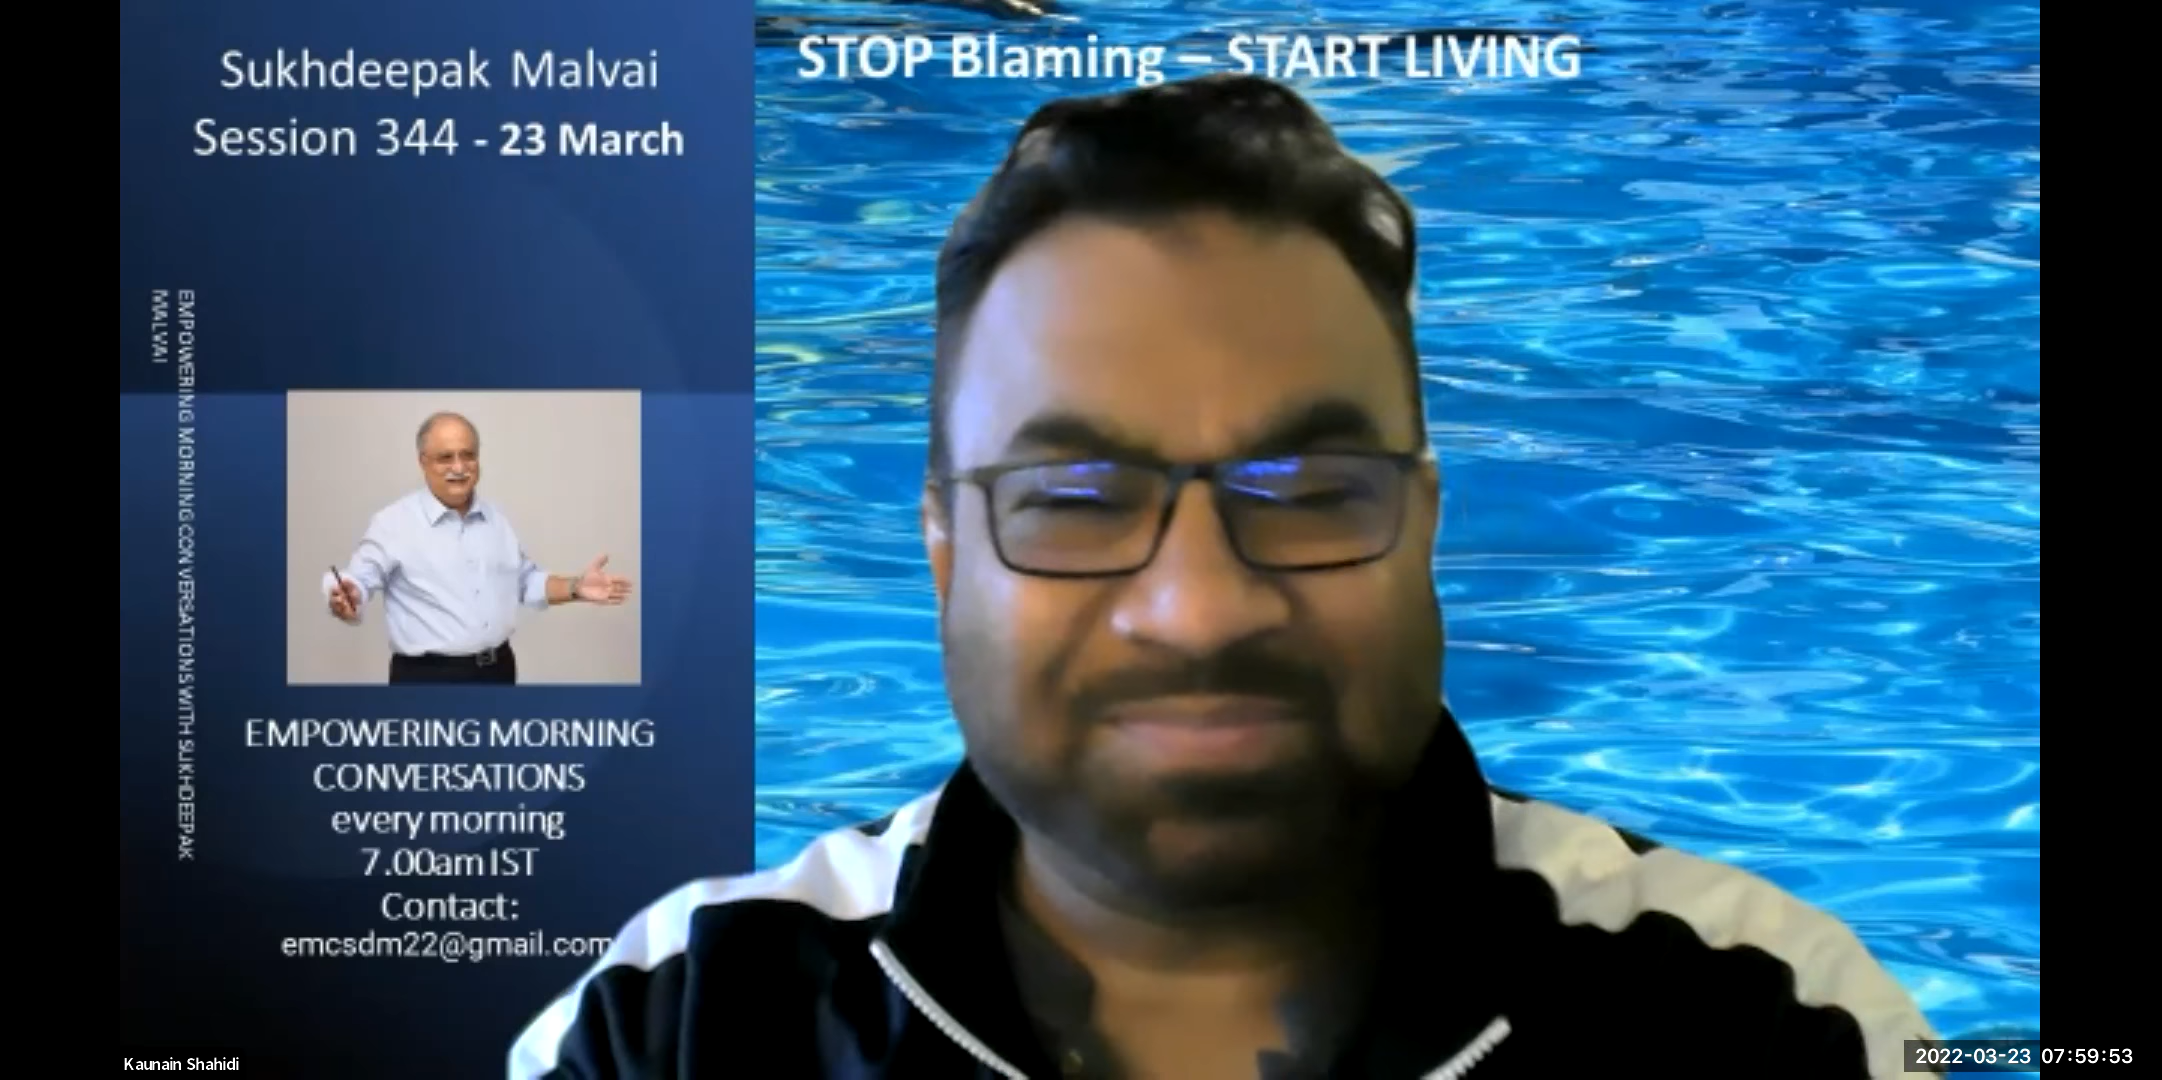 Sukhdeepak Malvai
Session 344 - 23 March
STOP Blaming – START LIVING
EMPOWERING MORNING CONVERSATIONS WITH SUKHDEEPAK
MALVAI
EMPOWERING MORNING
CONVERSATIONS
every morning
7.00am IST
Contact:
emcsdm22@gmail.com
Kaunain Shahidi
2022-03-23 07:59:53